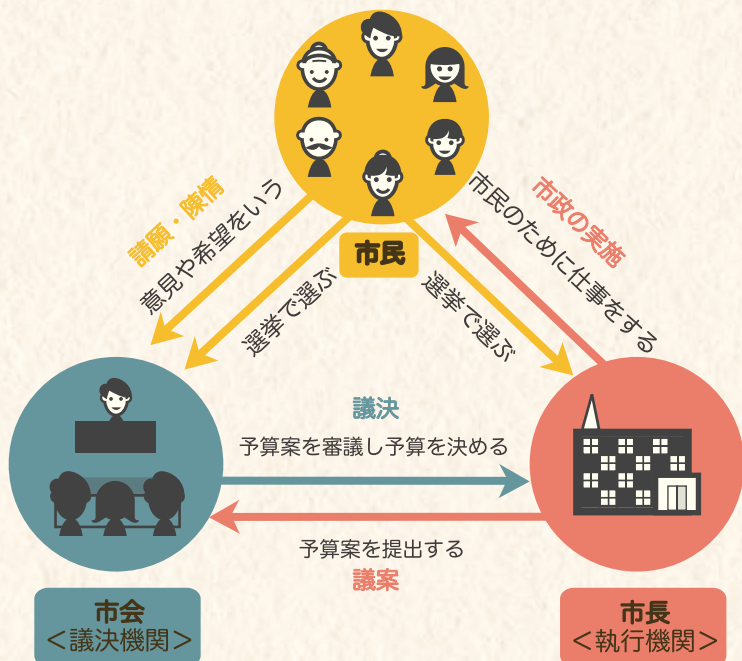 請願・陳情
意見や希望をいう
選挙で選ぶ
市民
選挙で選ぶ
市政の実施
市民のために仕事をする
議決
予算案を審議し予算を決める
予算案を提出する
議案
市会
＜議決機関＞
市長
＜執行機関＞